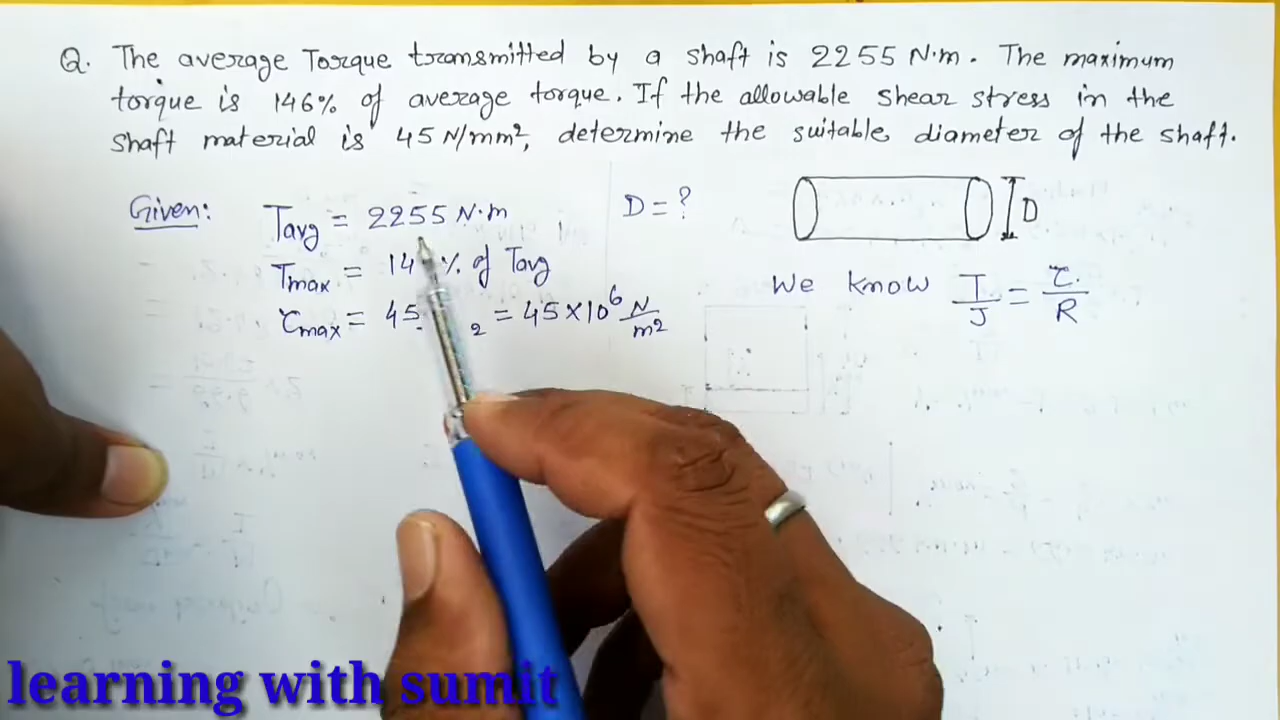 Q. The average Torque transmitted by a shaft is 2255 N·m. The maximum
torque is 146% of average torque. If the allowable shear stress in the
shaft material is 45 N/mm², determine the suitable diameter of the shaft.
Given: Tavg = 2255 N·m D = ?
D
Tmax = 14 % of Tavg
We know T/J = τ/R
τmax = 45 2 = 45×10⁶ N/m²
learning with sumit